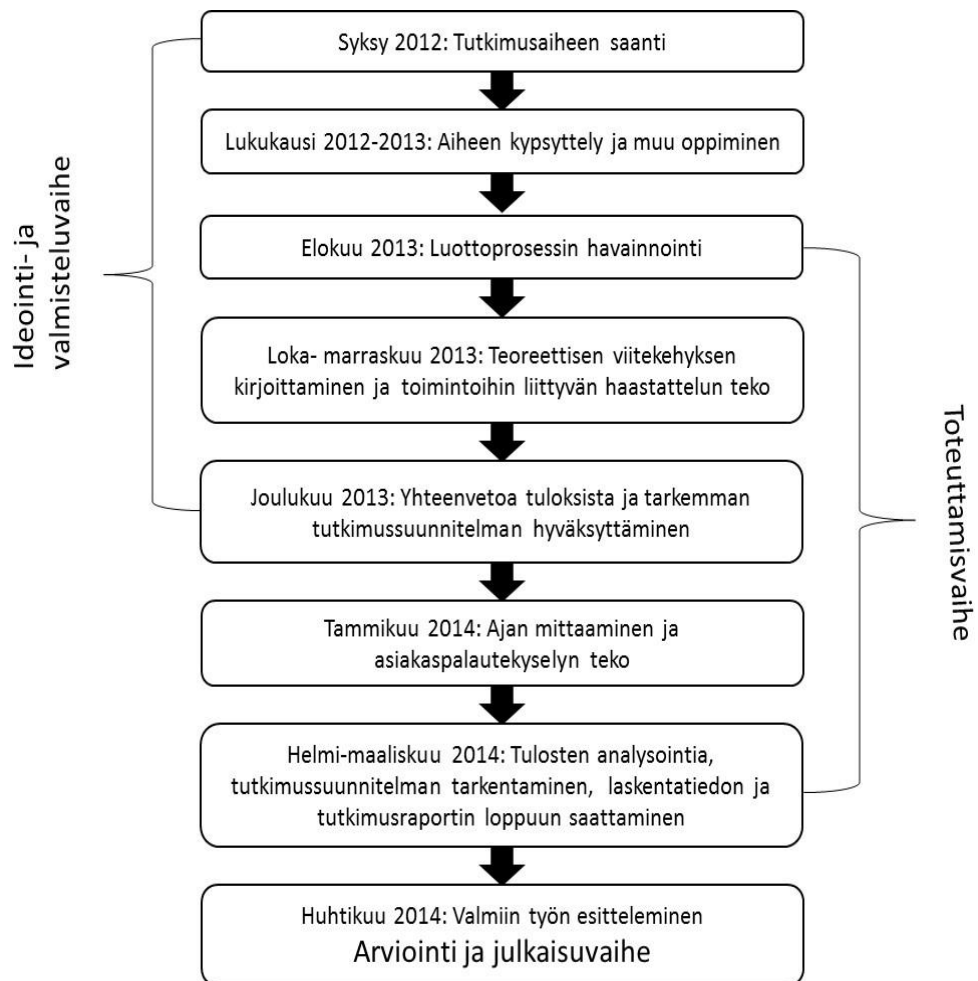 Syksy 2012: Tutkimusaiheen saanti
Lukukausi 2012-2013: Aiheen kypsyttely ja muu oppiminen
Ideointi- ja
valmisteluvaihe
Elokuu 2013: Luottoprosessin havainnointi
Loka- marraskuu 2013: Teoreettisen viitekehyksen
kirjoittaminen ja toimintoihin liittyvän haastattelun teko
Joulukuu 2013: Yhteenvetoa tuloksista ja tarkemman
tutkimussuunnitelman hyväksyttäminen
Toteuttamisvaihe
Tammikuu 2014: Ajan mittaaminen ja
asiakaspalautekyselyn teko
Helmi-maaliskuu 2014: Tulosten analysointia,
tutkimussuunnitelman tarkentaminen, laskentatiedon ja
tutkimusraportin loppuun saattaminen
Huhtikuu 2014: Valmiin työn esitteleminen
Arviointi ja julkaisuvaihe